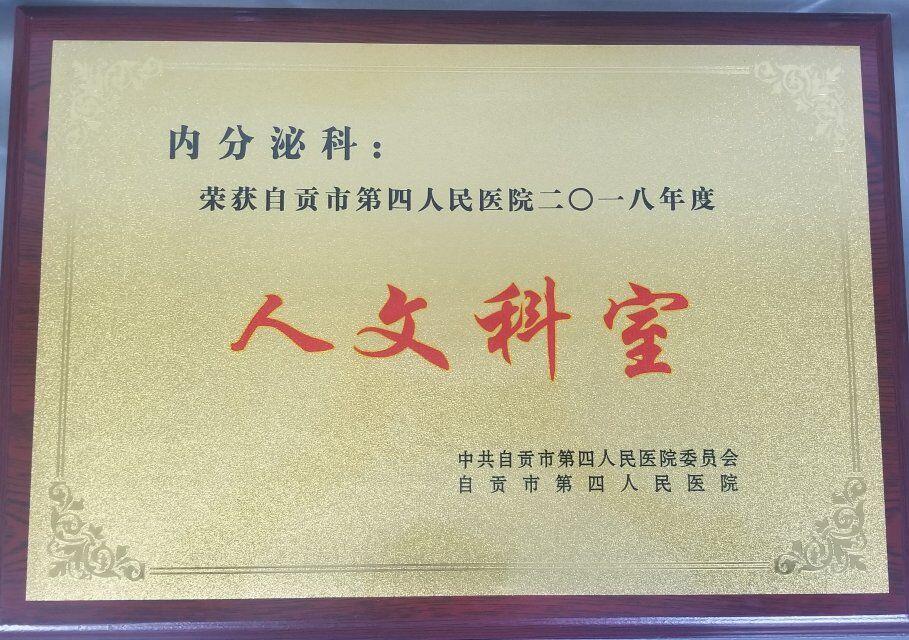 内分泌科：
荣获自贡市第四人民医院二〇一八年度
人文科室
中共自贡市第四人民医院委员会
自贡市第四人民医院